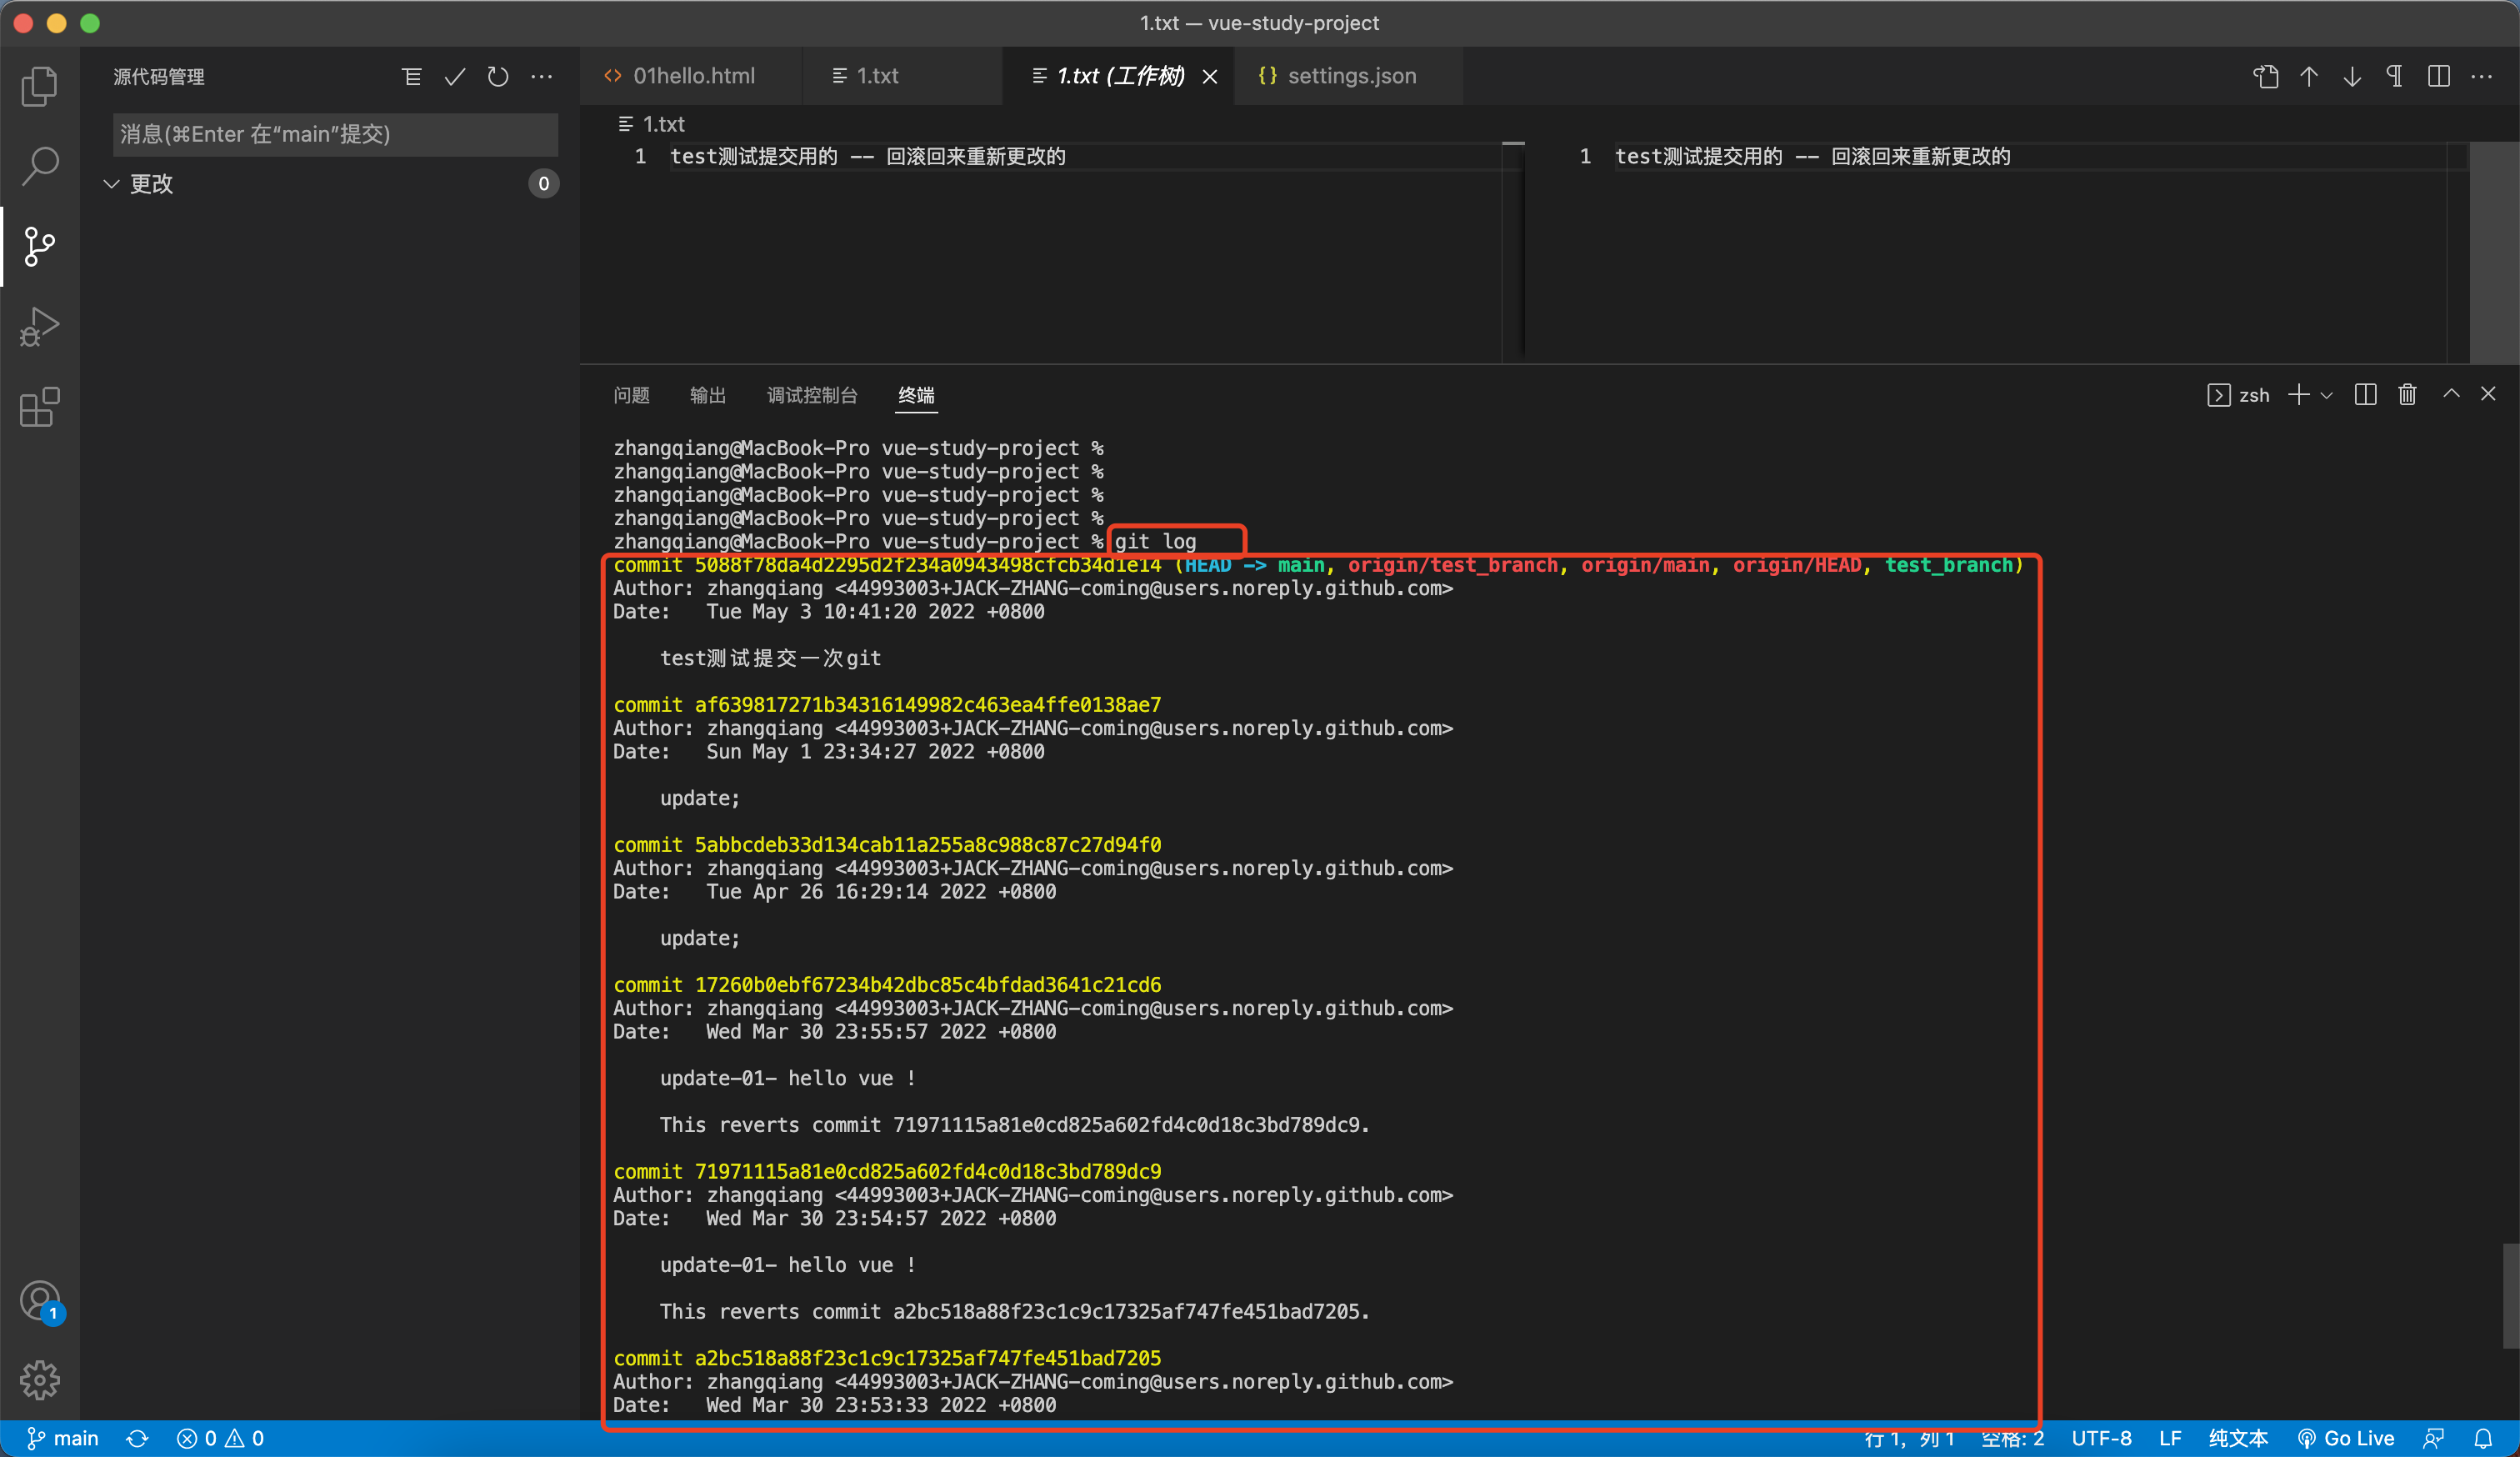 1.txt — vue-study-project
源代码管理
消息(⌘Enter 在“main”提交)
更改
0
01hello.html
1.txt
1.txt (工作树)
{} settings.json
1.txt
1 test测试提交用的 -- 回滚回来重新更改的
1 test测试提交用的 -- 回滚回来重新更改的
问题 输出 调试控制台 终端
zsh
zhangqiang@MacBook-Pro vue-study-project %
zhangqiang@MacBook-Pro vue-study-project %
zhangqiang@MacBook-Pro vue-study-project %
zhangqiang@MacBook-Pro vue-study-project %
zhangqiang@MacBook-Pro vue-study-project % git log
commit 5088f78da4d2295d2f234a0943498cfcb34d1e14 (HEAD -> main, origin/test_branch, origin/main, origin/HEAD, test_branch)
Author: zhangqiang <44993003+JACK-ZHANG-coming@users.noreply.github.com>
Date:   Tue May 3 10:41:20 2022 +0800
test测试提交一次git
commit af639817271b34316149982c463ea4ffe0138ae7
Author: zhangqiang <44993003+JACK-ZHANG-coming@users.noreply.github.com>
Date:   Sun May 1 23:34:27 2022 +0800
update;
commit 5abbcdeb33d134cab11a255a8c988c87c27d94f0
Author: zhangqiang <44993003+JACK-ZHANG-coming@users.noreply.github.com>
Date:   Tue Apr 26 16:29:14 2022 +0800
update;
commit 17260b0ebf67234b42dbc85c4bfdad3641c21cd6
Author: zhangqiang <44993003+JACK-ZHANG-coming@users.noreply.github.com>
Date:   Wed Mar 30 23:55:57 2022 +0800
update-01- hello vue !
This reverts commit 71971115a81e0cd825a602fd4c0d18c3bd789dc9.
commit 71971115a81e0cd825a602fd4c0d18c3bd789dc9
Author: zhangqiang <44993003+JACK-ZHANG-coming@users.noreply.github.com>
Date:   Wed Mar 30 23:54:57 2022 +0800
update-01- hello vue !
This reverts commit a2bc518a88f23c1c9c17325af747fe451bad7205.
commit a2bc518a88f23c1c9c17325af747fe451bad7205
Author: zhangqiang <44993003+JACK-ZHANG-coming@users.noreply.github.com>
Date:   Wed Mar 30 23:53:33 2022 +0800
1
main 0 0 行 1, 列 1 空格: 2 UTF-8 LF 纯文本 Go Live